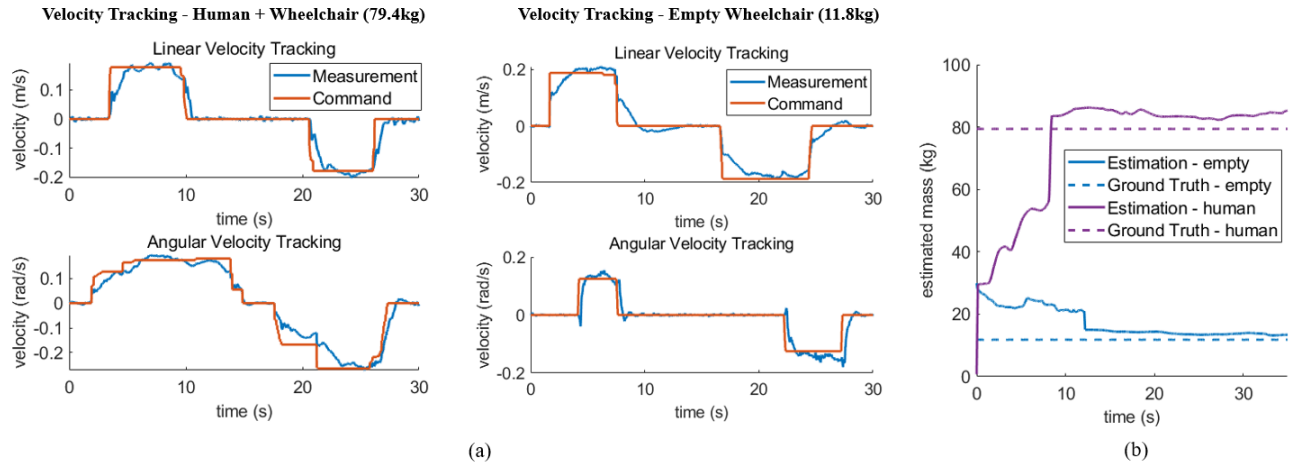 Velocity Tracking - Human + Wheelchair (79.4kg)
Linear Velocity Tracking
velocity (m/s)
0.1
0
-0.1
-0.2
Measurement
Command
0
10
20
30
time (s)
Angular Velocity Tracking
velocity (rad/s)
0.1
0
-0.1
-0.2
0
10
20
30
time (s)
Velocity Tracking - Empty Wheelchair (11.8kg)
Linear Velocity Tracking
velocity (m/s)
0.2
0
-0.2
Measurement
Command
0
10
20
30
time (s)
Angular Velocity Tracking
velocity (rad/s)
0.2
0
-0.2
0
10
20
30
time (s)
(a)
estimated mass (kg)
100
80
60
40
20
0
Estimation - empty
Ground Truth - empty
Estimation - human
Ground Truth - human
0
10
20
30
time (s)
(b)